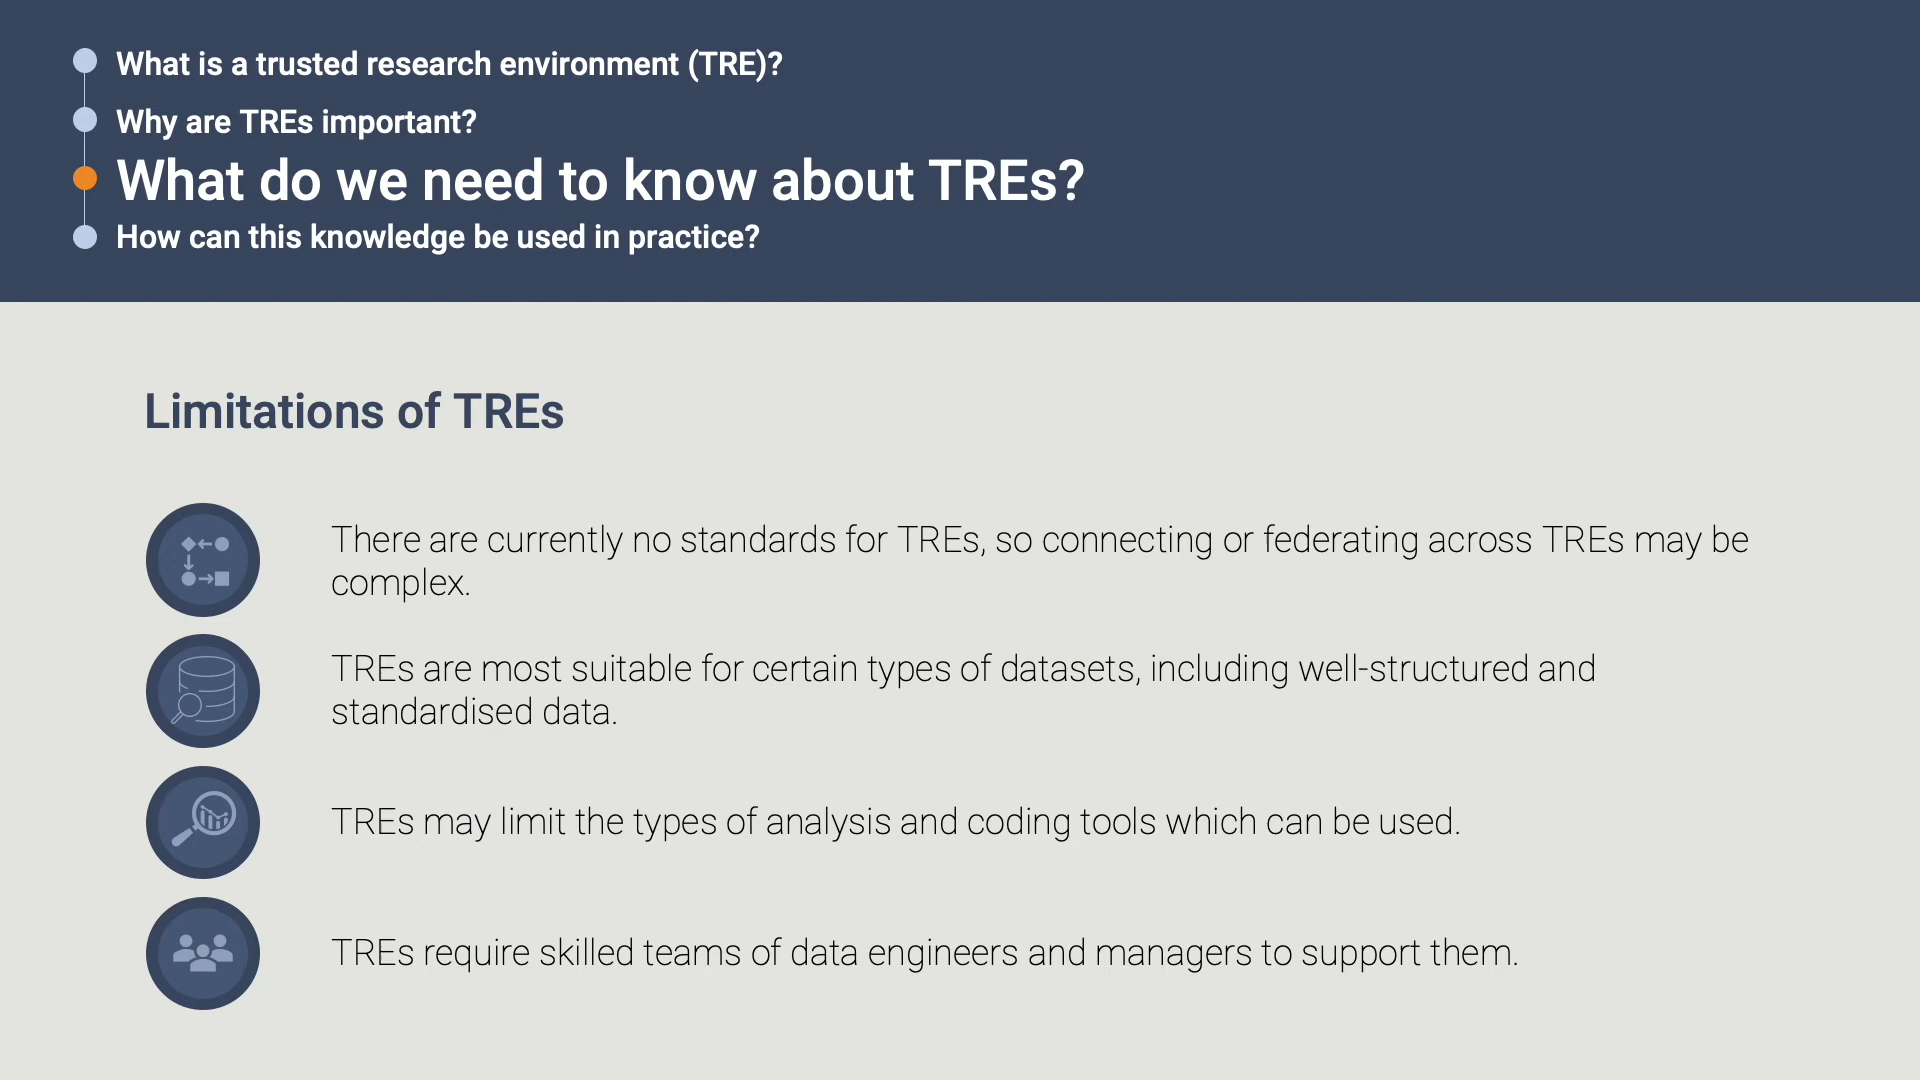 What is a trusted research environment (TRE)?
Why are TREs important?
What do we need to know about TREs?
How can this knowledge be used in practice?
Limitations of TREs
There are currently no standards for TREs, so connecting or federating across TREs may be
complex.
TREs are most suitable for certain types of datasets, including well-structured and
standardised data.
TREs may limit the types of analysis and coding tools which can be used.
TREs require skilled teams of data engineers and managers to support them.